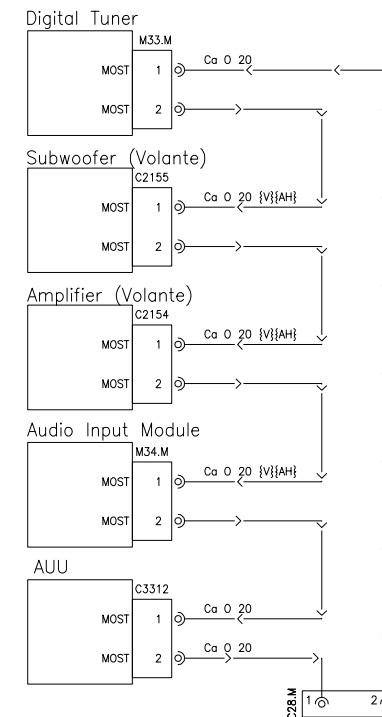 Digital Tuner
M33.M
MOST 1 Ca O 20
MOST 2
Subwoofer (Volante)
C2155
MOST 1 Ca O 20 {V}{AH}
MOST 2
Amplifier (Volante)
C2154
MOST 1 Ca O 20 {V}{AH}
MOST 2
Audio Input Module
M34.M
MOST 1 Ca O 20 {V}{AH}
MOST 2
AUU
C3312
MOST 1 Ca O 20
MOST 2 Ca O 20
C28.M
1 2